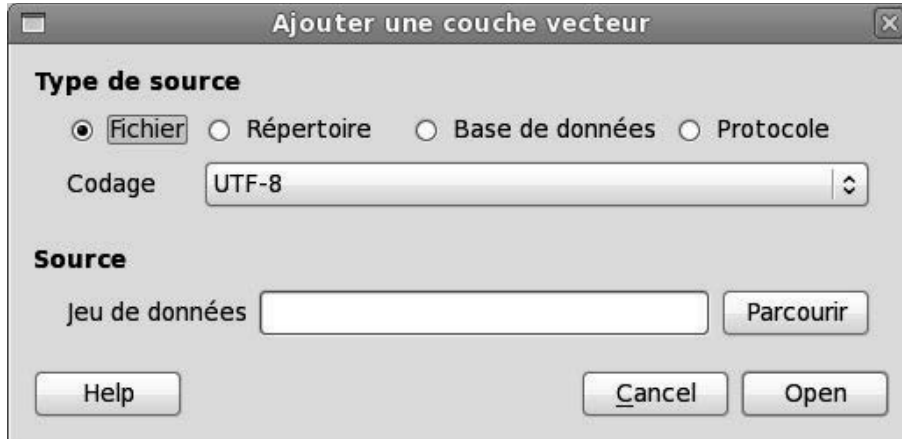 Ajouter une couche vecteur
Type de source
Fichier Répertoire Base de données Protocole
Codage UTF-8
Source
Jeu de données Parcourir
Help Cancel Open